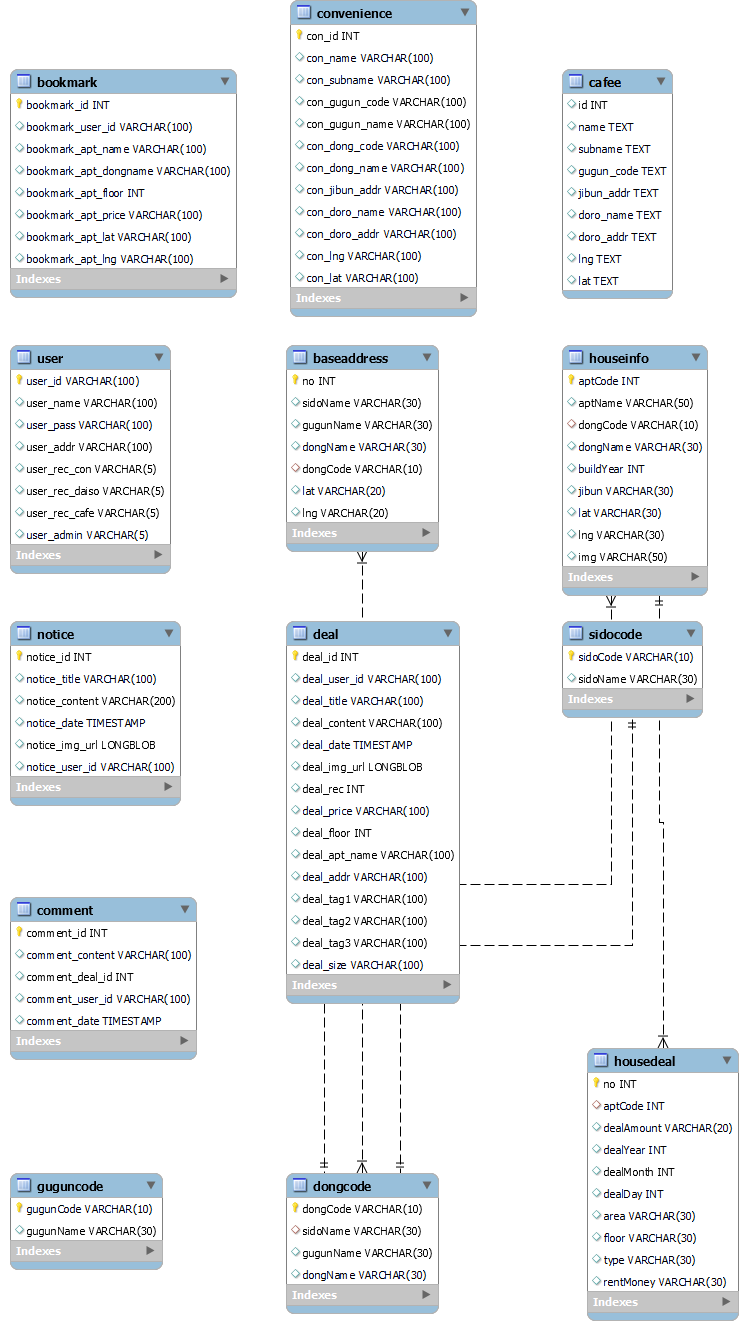 convenience
con_id INT
con_name VARCHAR(100)
con_subname VARCHAR(100)
con_gugun_code VARCHAR(100)
con_gugun_name VARCHAR(100)
con_dong_code VARCHAR(100)
con_dong_name VARCHAR(100)
con_jibun_addr VARCHAR(100)
con_doro_name VARCHAR(100)
con_doro_addr VARCHAR(100)
con_lng VARCHAR(100)
con_lat VARCHAR(100)
Indexes
bookmark
bookmark_id INT
bookmark_user_id VARCHAR(100)
bookmark_apt_name VARCHAR(100)
bookmark_apt_dongname VARCHAR(100)
bookmark_apt_floor INT
bookmark_apt_price VARCHAR(100)
bookmark_apt_lat VARCHAR(100)
bookmark_apt_lng VARCHAR(100)
Indexes
cafee
id INT
name TEXT
subname TEXT
gugun_code TEXT
jibun_addr TEXT
doro_name TEXT
doro_addr TEXT
lng TEXT
lat TEXT
user
user_id VARCHAR(100)
user_name VARCHAR(100)
user_pass VARCHAR(100)
user_addr VARCHAR(100)
user_rec_con VARCHAR(5)
user_rec_daiso VARCHAR(5)
user_rec_cafe VARCHAR(5)
user_admin VARCHAR(5)
Indexes
baseaddress
no INT
sidoName VARCHAR(30)
gugunName VARCHAR(30)
dongName VARCHAR(30)
dongCode VARCHAR(10)
lat VARCHAR(20)
lng VARCHAR(20)
Indexes
houseinfo
aptCode INT
aptName VARCHAR(50)
dongCode VARCHAR(10)
dongName VARCHAR(30)
buildYear INT
jibun VARCHAR(30)
lat VARCHAR(30)
lng VARCHAR(30)
img VARCHAR(50)
Indexes
notice
notice_id INT
notice_title VARCHAR(100)
notice_content VARCHAR(200)
notice_date TIMESTAMP
notice_img_url LONGBLOB
notice_user_id VARCHAR(100)
Indexes
deal
deal_id INT
deal_user_id VARCHAR(100)
deal_title VARCHAR(100)
deal_content VARCHAR(100)
deal_date TIMESTAMP
deal_img_url LONGBLOB
deal_rec INT
deal_price VARCHAR(100)
deal_floor INT
deal_apt_name VARCHAR(100)
deal_addr VARCHAR(100)
deal_tag1 VARCHAR(100)
deal_tag2 VARCHAR(100)
deal_tag3 VARCHAR(100)
deal_size VARCHAR(100)
Indexes
sidocode
sidoCode VARCHAR(10)
sidoName VARCHAR(30)
Indexes
comment
comment_id INT
comment_content VARCHAR(100)
comment_deal_id INT
comment_user_id VARCHAR(100)
comment_date TIMESTAMP
Indexes
housedeal
no INT
aptCode INT
dealAmount VARCHAR(20)
dealYear INT
dealMonth INT
dealDay INT
area VARCHAR(30)
floor VARCHAR(30)
type VARCHAR(30)
rentMoney VARCHAR(30)
Indexes
guguncode
gugunCode VARCHAR(10)
gugunName VARCHAR(30)
Indexes
dongcode
dongCode VARCHAR(10)
sidoName VARCHAR(30)
gugunName VARCHAR(30)
dongName VARCHAR(30)
Indexes